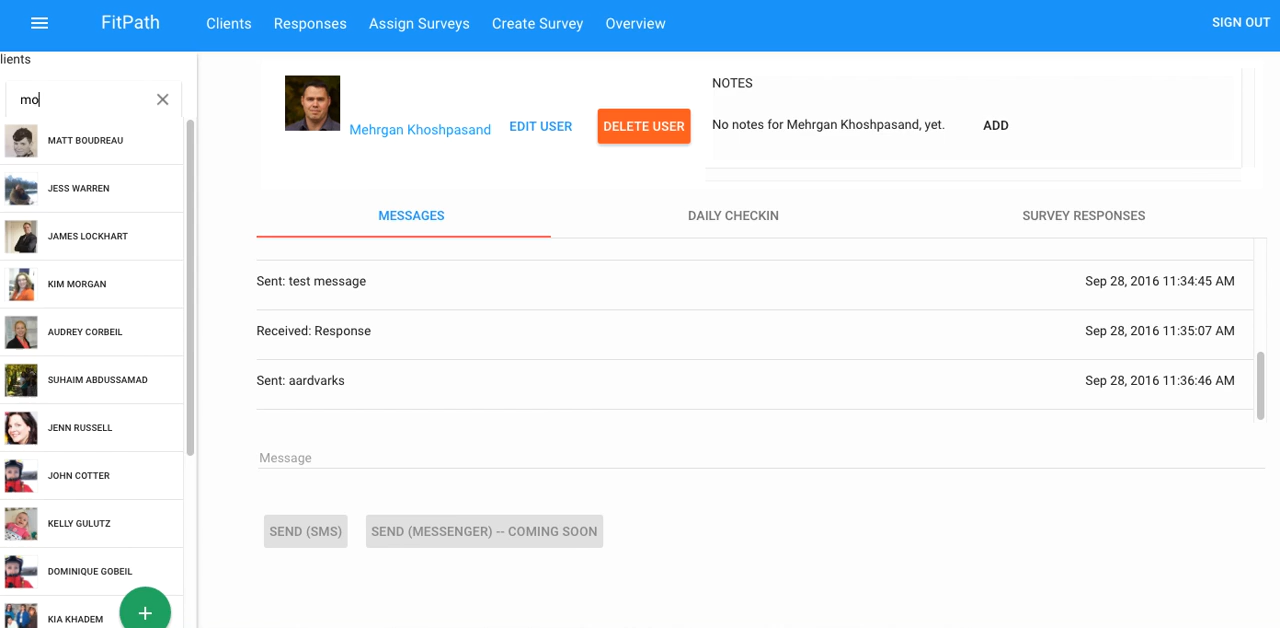 FitPath Clients Responses Assign Surveys Create Survey Overview SIGN OUT
lients
mo
MATT BOUDREAU
JESS WARREN
JAMES LOCKHART
KIM MORGAN
AUDREY CORBEIL
SUHAIM ABDUSSAMAD
JENN RUSSELL
JOHN COTTER
KELLY GULUTZ
DOMINIQUE GOBEIL
KIA KHADEM
Mehrgan Khoshpasand EDIT USER DELETE USER
NOTES
No notes for Mehrgan Khoshpasand, yet. ADD
MESSAGES DAILY CHECKIN SURVEY RESPONSES
Sent: test message Sep 28, 2016 11:34:45 AM
Received: Response Sep 28, 2016 11:35:07 AM
Sent: aardvarks Sep 28, 2016 11:36:46 AM
Message
SEND (SMS) SEND (MESSENGER) -- COMING SOON